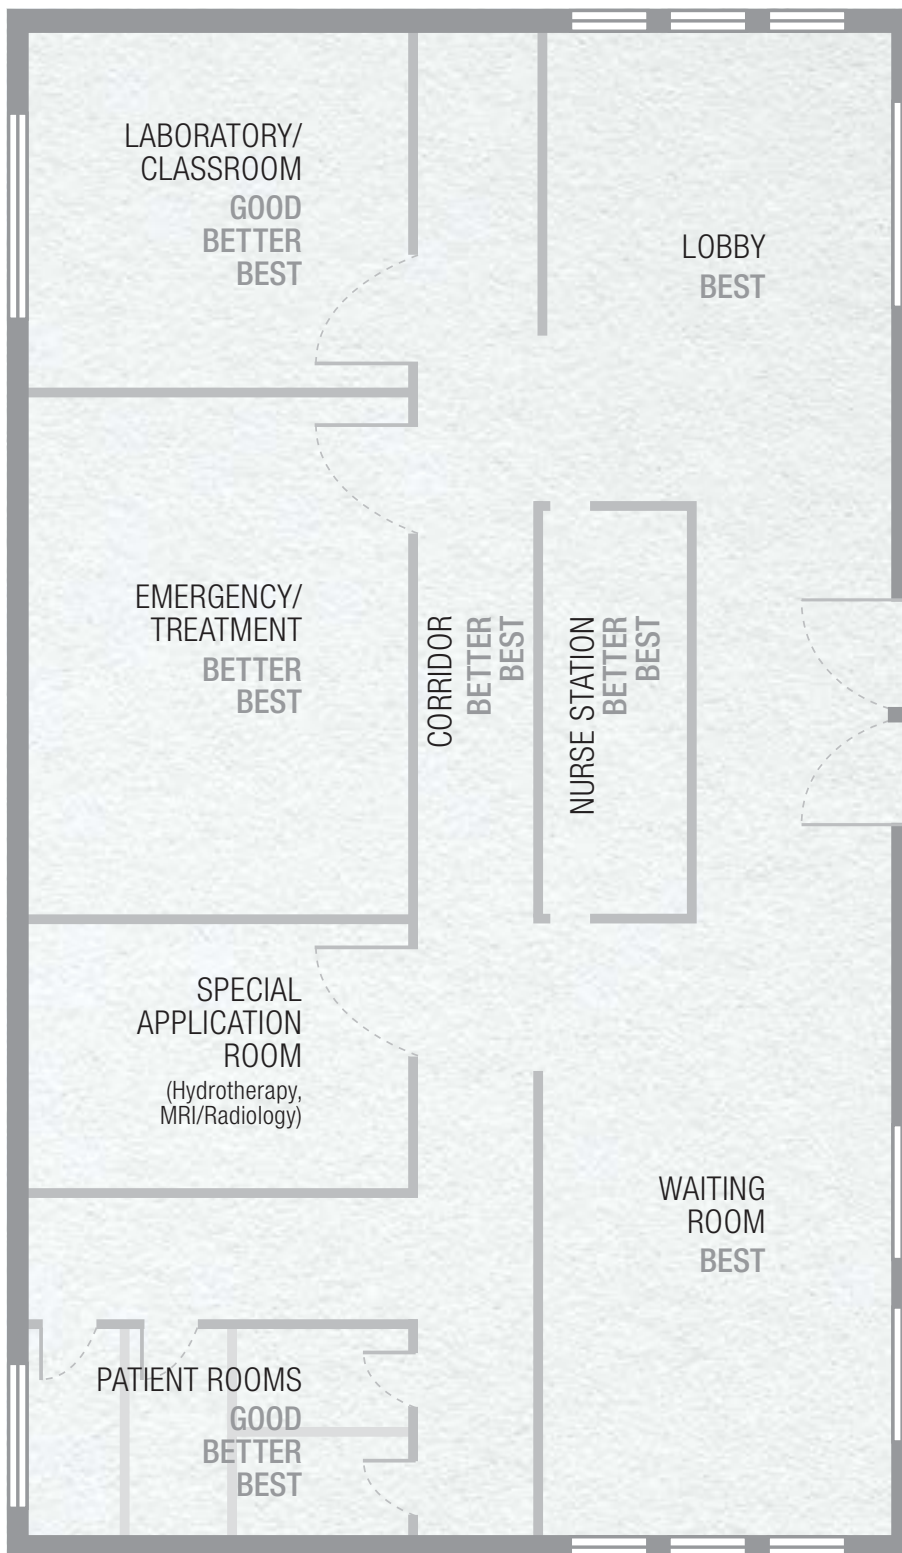 LABORATORY/
CLASSROOM
GOOD
BETTER
BEST
LOBBY
BEST
EMERGENCY/
TREATMENT
BETTER
BEST
CORRIDOR
BETTER
BEST
NURSE STATION
BETTER
BEST
SPECIAL
APPLICATION
ROOM
(Hydrotherapy,
MRI/Radiology)
WAITING
ROOM
BEST
PATIENT ROOMS
GOOD
BETTER
BEST